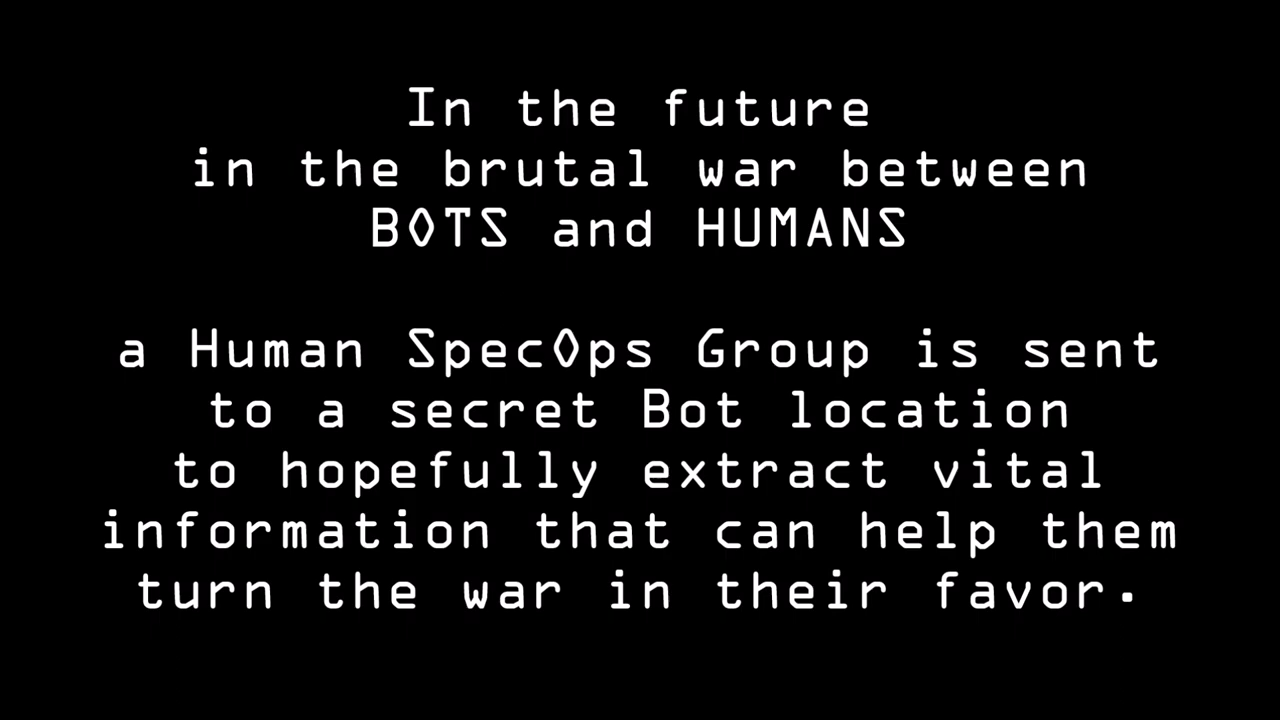 In the future
in the brutal war between
BOTS and HUMANS
a Human SpecOps Group is sent
to a secret Bot location
to hopefully extract vital
information that can help them
turn the war in their favor.